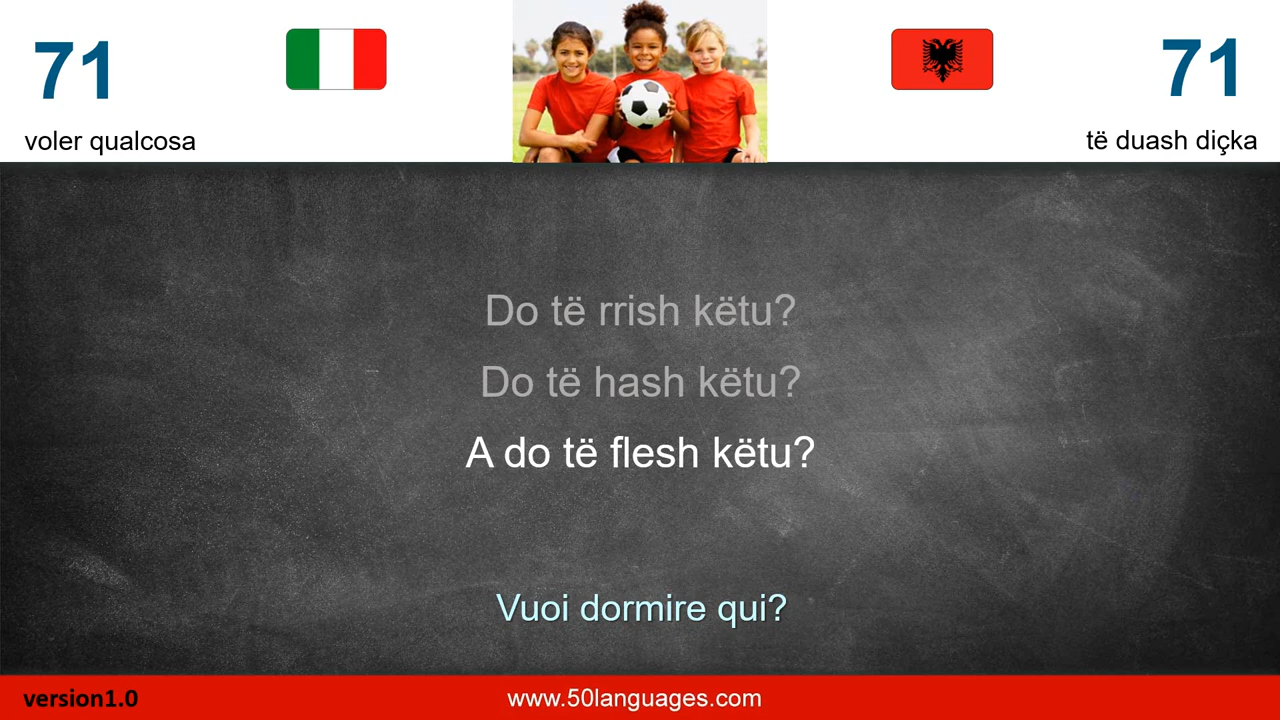 71
71
voler qualcosa
të duash diçka
Do të rrish këtu?
Do të hash këtu?
A do të flesh këtu?
Vuoi dormire qui?
version1.0
www.50languages.com